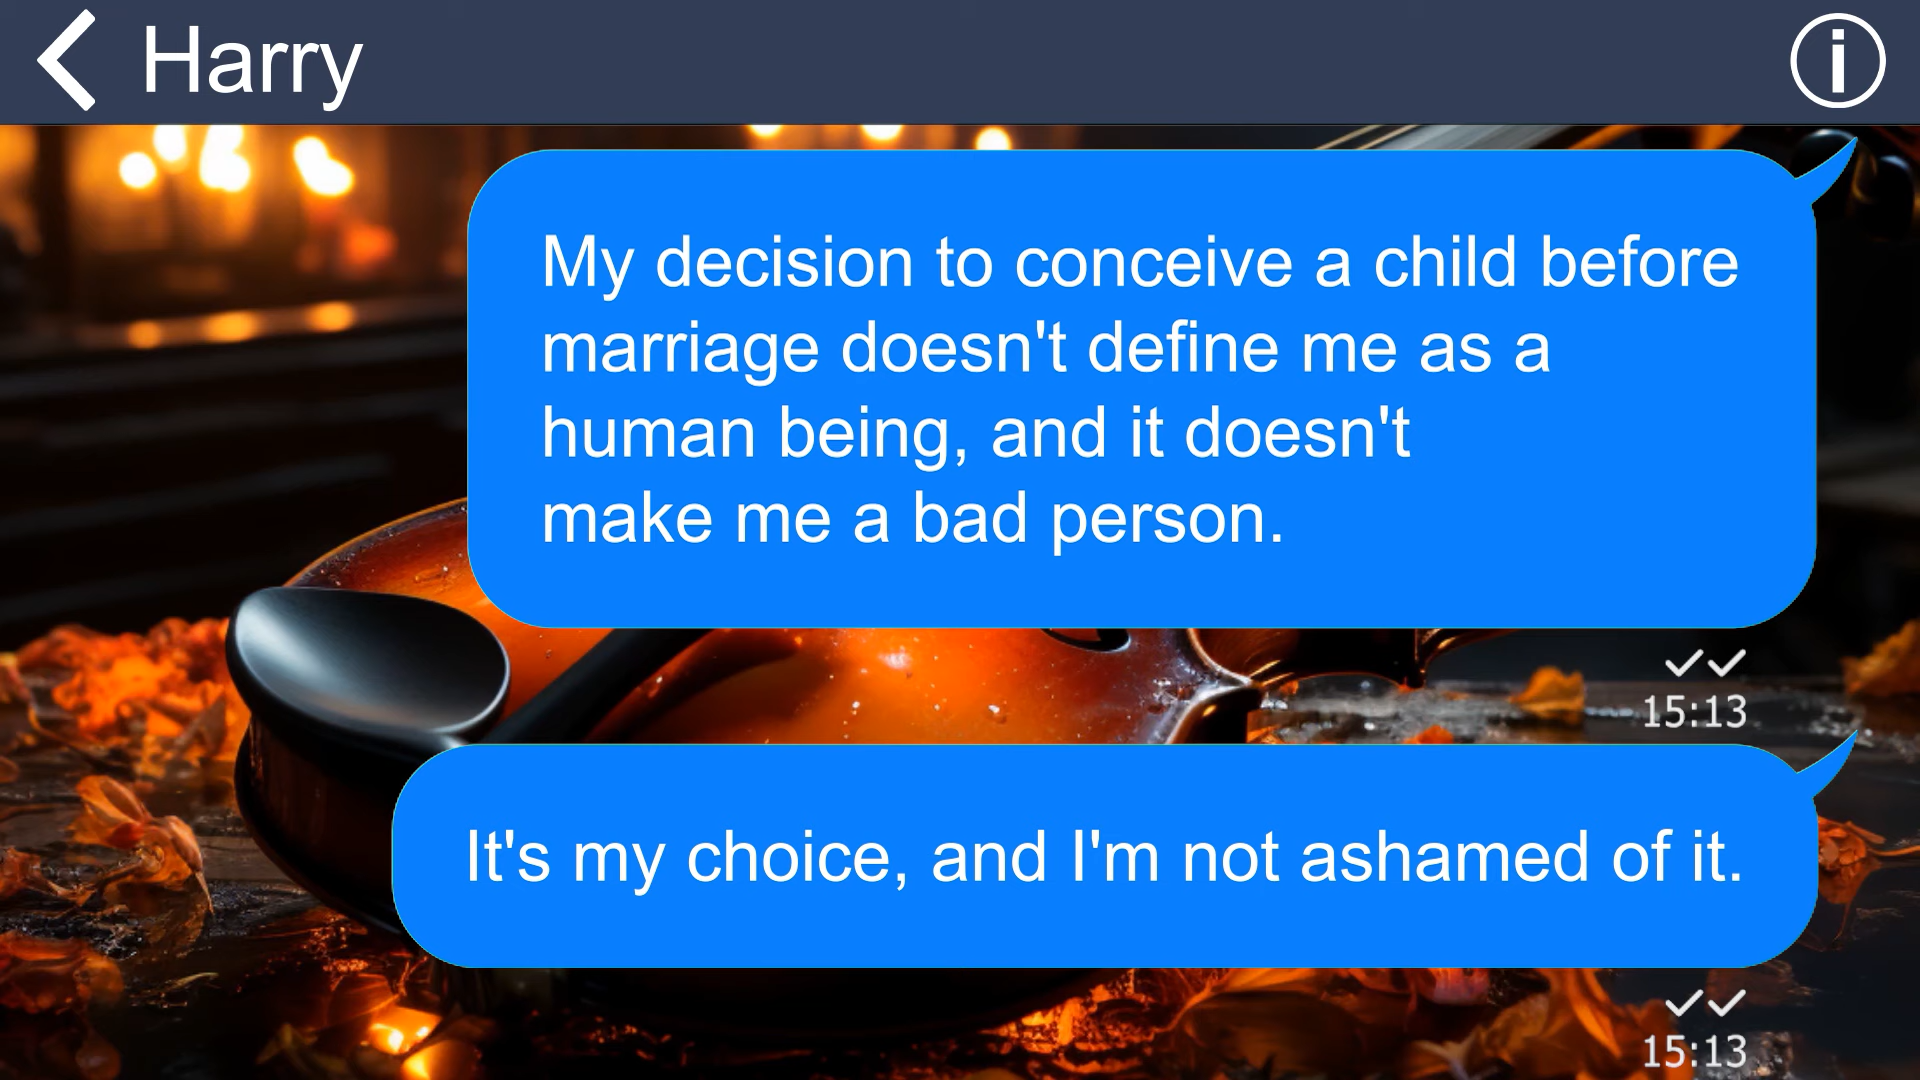 Harry
My decision to conceive a child before
marriage doesn't define me as a
human being, and it doesn't
make me a bad person.
15:13
It's my choice, and I'm not ashamed of it.
15:13